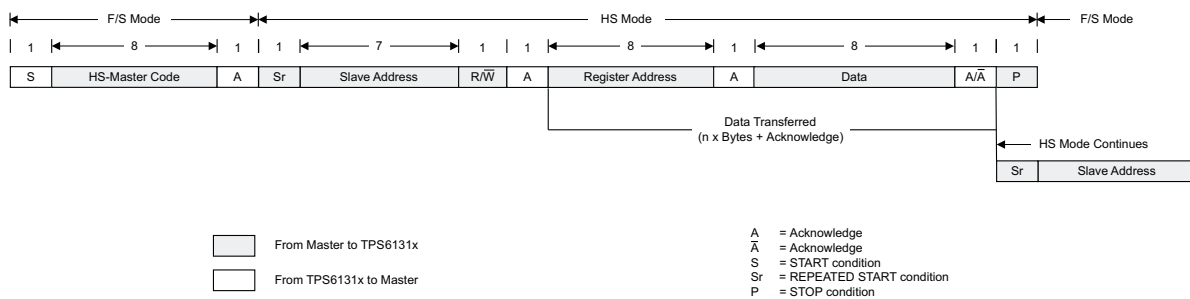 F/S Mode HS Mode F/S Mode
1 8 1 1 7 1 1 8 1 8 1 1
S HS-Master Code A Sr Slave Address R/W̅ A Register Address A Data A/A̅ P
Data Transferred
(n x Bytes + Acknowledge)
HS Mode Continues
Sr Slave Address
From Master to TPS6131x
From TPS6131x to Master
A = Acknowledge
A̅ = Acknowledge
S = START condition
Sr = REPEATED START condition
P = STOP condition